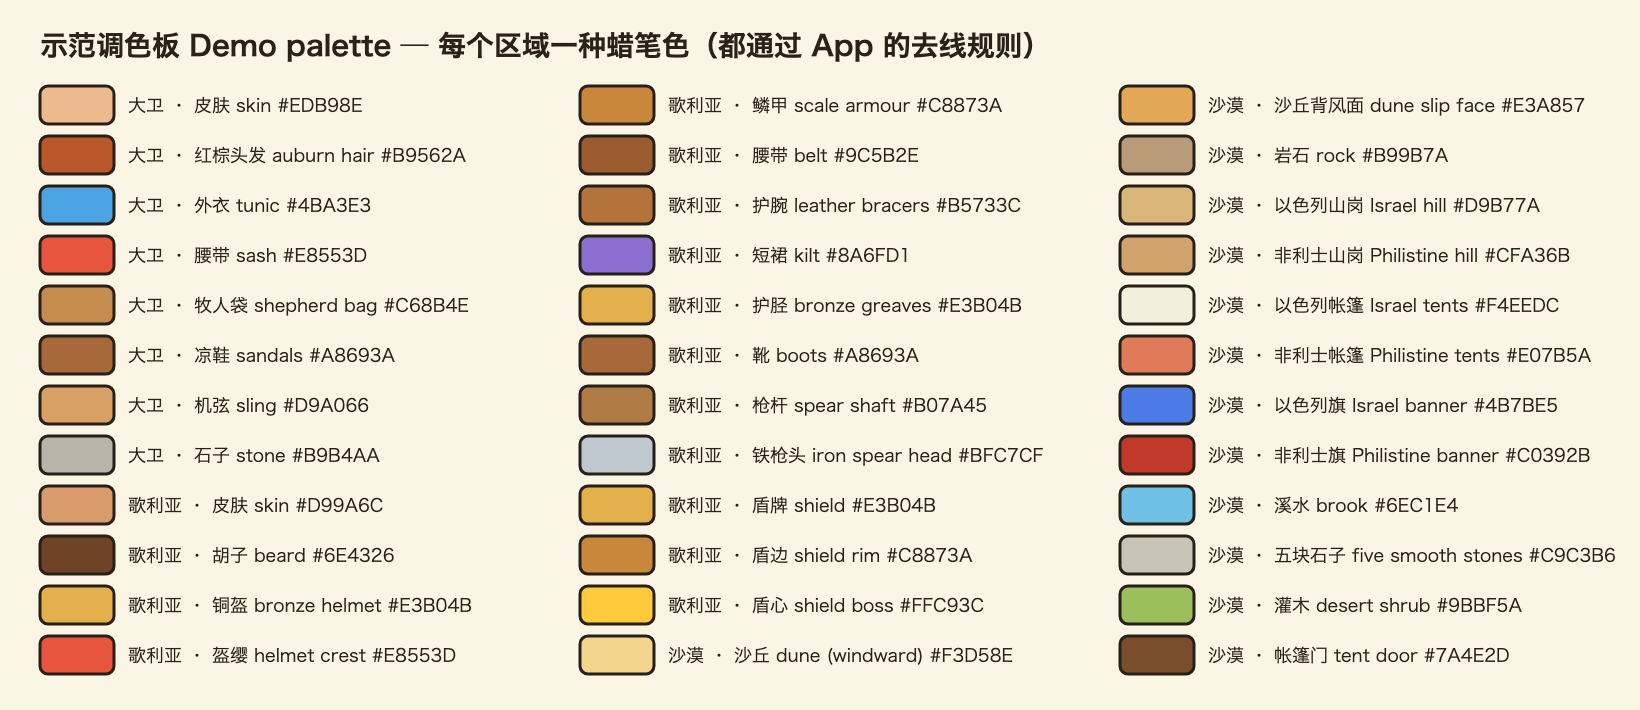 示范调色板 Demo palette — 每个区域一种蜡笔色（都通过 App 的去线规则）
大卫 · 皮肤 skin #EDB98E
大卫 · 红棕头发 auburn hair #B9562A
大卫 · 外衣 tunic #4BA3E3
大卫 · 腰带 sash #E8553D
大卫 · 牧人袋 shepherd bag #C68B4E
大卫 · 凉鞋 sandals #A8693A
大卫 · 机弦 sling #D9A066
大卫 · 石子 stone #B9B4AA
歌利亚 · 皮肤 skin #D99A6C
歌利亚 · 胡子 beard #6E4326
歌利亚 · 铜盔 bronze helmet #E3B04B
歌利亚 · 盔缨 helmet crest #E8553D
歌利亚 · 鳞甲 scale armour #C8873A
歌利亚 · 腰带 belt #9C5B2E
歌利亚 · 护腕 leather bracers #B5733C
歌利亚 · 短裙 kilt #8A6FD1
歌利亚 · 护胫 bronze greaves #E3B04B
歌利亚 · 靴 boots #A8693A
歌利亚 · 枪杆 spear shaft #B07A45
歌利亚 · 铁枪头 iron spear head #BFC7CF
歌利亚 · 盾牌 shield #E3B04B
歌利亚 · 盾边 shield rim #C8873A
歌利亚 · 盾心 shield boss #FFC93C
沙漠 · 沙丘 dune (windward) #F3D58E
沙漠 · 沙丘背风面 dune slip face #E3A857
沙漠 · 岩石 rock #B99B7A
沙漠 · 以色列山岗 Israel hill #D9B77A
沙漠 · 非利士山岗 Philistine hill #CFA36B
沙漠 · 以色列帐篷 Israel tents #F4EEDC
沙漠 · 非利士帐篷 Philistine tents #E07B5A
沙漠 · 以色列旗 Israel banner #4B7BE5
沙漠 · 非利士旗 Philistine banner #C0392B
沙漠 · 溪水 brook #6EC1E4
沙漠 · 五块石子 five smooth stones #C9C3B6
沙漠 · 灌木 desert shrub #9BBF5A
沙漠 · 帐篷门 tent door #7A4E2D